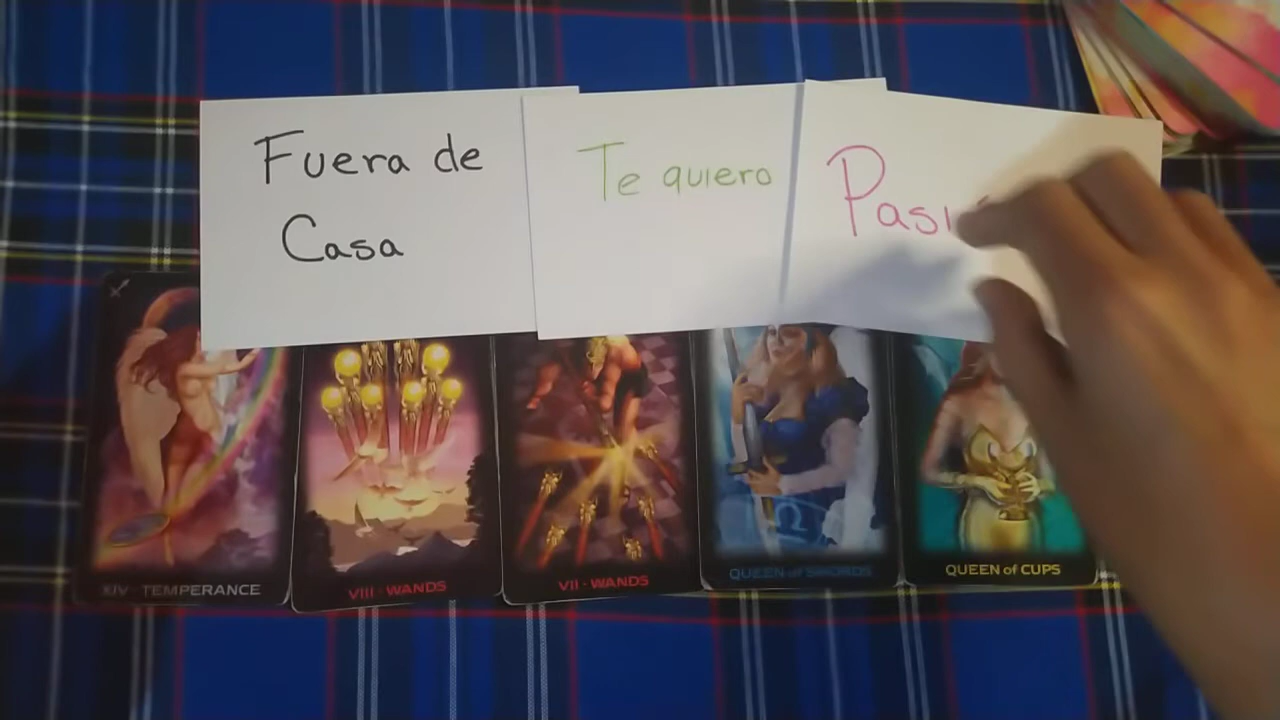 Fuera de
Casa
Te quiero
XIV · TEMPERANCE
VIII · WANDS
VII · WANDS
QUEEN of SWORDS
QUEEN of CUPS